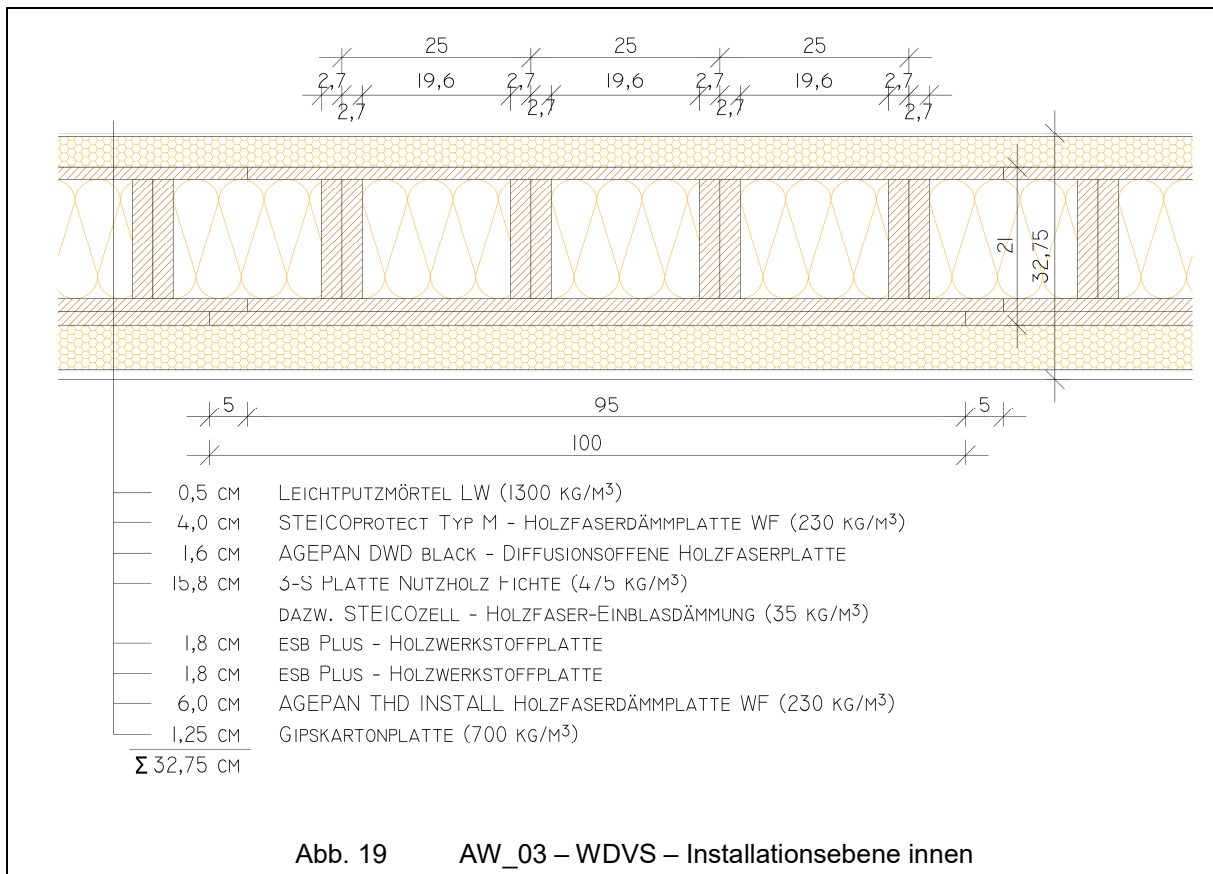 25 25 25
2,7 19,6 2,7 19,6 2,7 19,6 2,7
2,7 2,7 2,7 2,7
21
32,75
5 95 5
100
0,5 CM LEICHTPUTZMÖRTEL LW (1300 KG/M³)
4,0 CM STEICOPROTECT TYP M - HOLZFASERDÄMMPLATTE WF (230 KG/M³)
1,6 CM AGEPAN DWD BLACK - DIFFUSIONSOFFENE HOLZFASERPLATTE
15,8 CM 3-S PLATTE NUTZHOLZ FICHTE (475 KG/M³)
DAZW. STEICOZELL - HOLZFASER-EINBLASDÄMMUNG (35 KG/M³)
1,8 CM ESB PLUS - HOLZWERKSTOFFPLATTE
1,8 CM ESB PLUS - HOLZWERKSTOFFPLATTE
6,0 CM AGEPAN THD INSTALL HOLZFASERDÄMMPLATTE WF (230 KG/M³)
1,25 CM GIPSKARTONPLATTE (700 KG/M³)
Σ 32,75 CM
Abb. 19 AW_03 – WDVS – Installationsebene innen